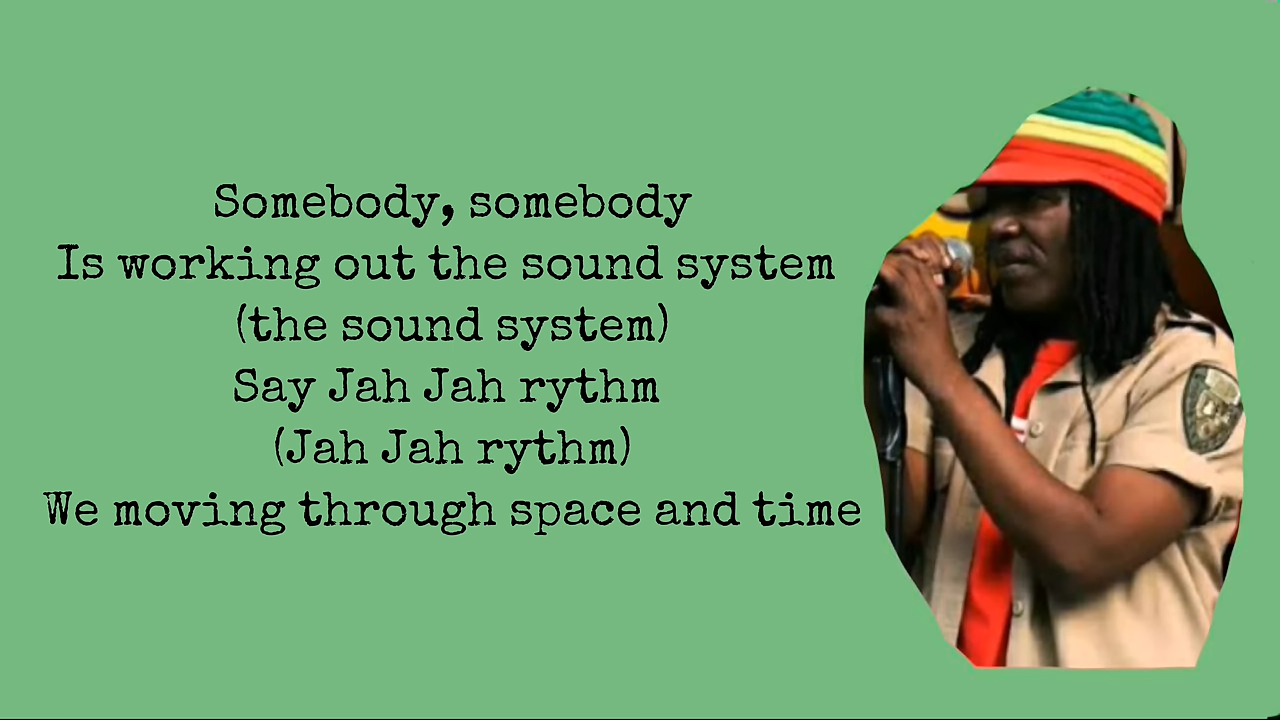 Somebody, somebody
Is working out the sound system
(the sound system)
Say Jah Jah rythm
(Jah Jah rythm)
We moving through space and time